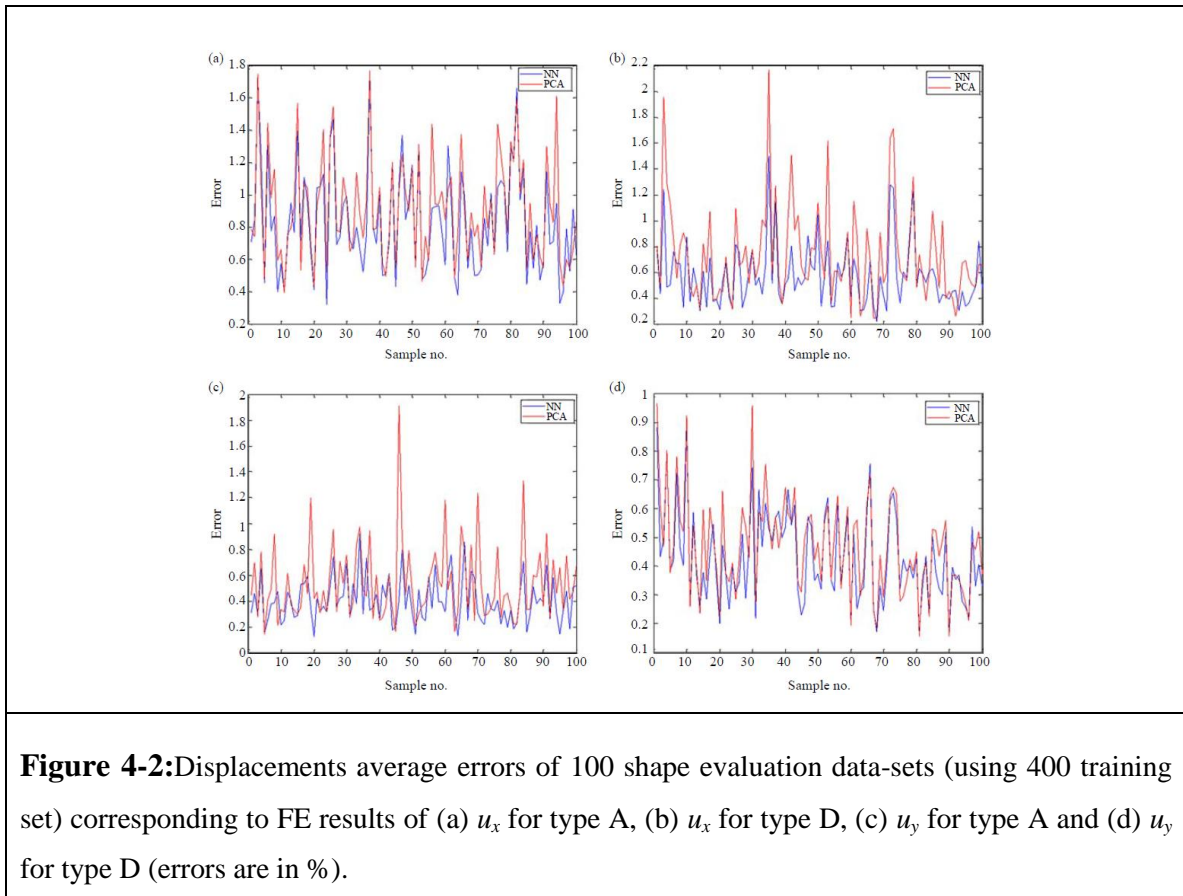 (a)
1.8
1.6
1.4
1.2
1
0.8
0.6
0.4
0.2
Error
0 10 20 30 40 50 60 70 80 90 100
Sample no.
NN
PCA
(b)
2.2
2
1.8
1.6
1.4
1.2
1
0.8
0.6
0.4
0.2
Error
0 10 20 30 40 50 60 70 80 90 100
Sample no.
NN
PCA
(c)
2
1.8
1.6
1.4
1.2
1
0.8
0.6
0.4
0.2
0
Error
0 10 20 30 40 50 60 70 80 90 100
Sample no.
NN
PCA
(d)
1
0.9
0.8
0.7
0.6
0.5
0.4
0.3
0.2
0.1
Error
0 10 20 30 40 50 60 70 80 90 100
Sample no.
NN
PCA
Figure 4-2:Displacements average errors of 100 shape evaluation data-sets (using 400 training
set) corresponding to FE results of (a) ux for type A, (b) ux for type D, (c) uy for type A and (d) uy
for type D (errors are in %).